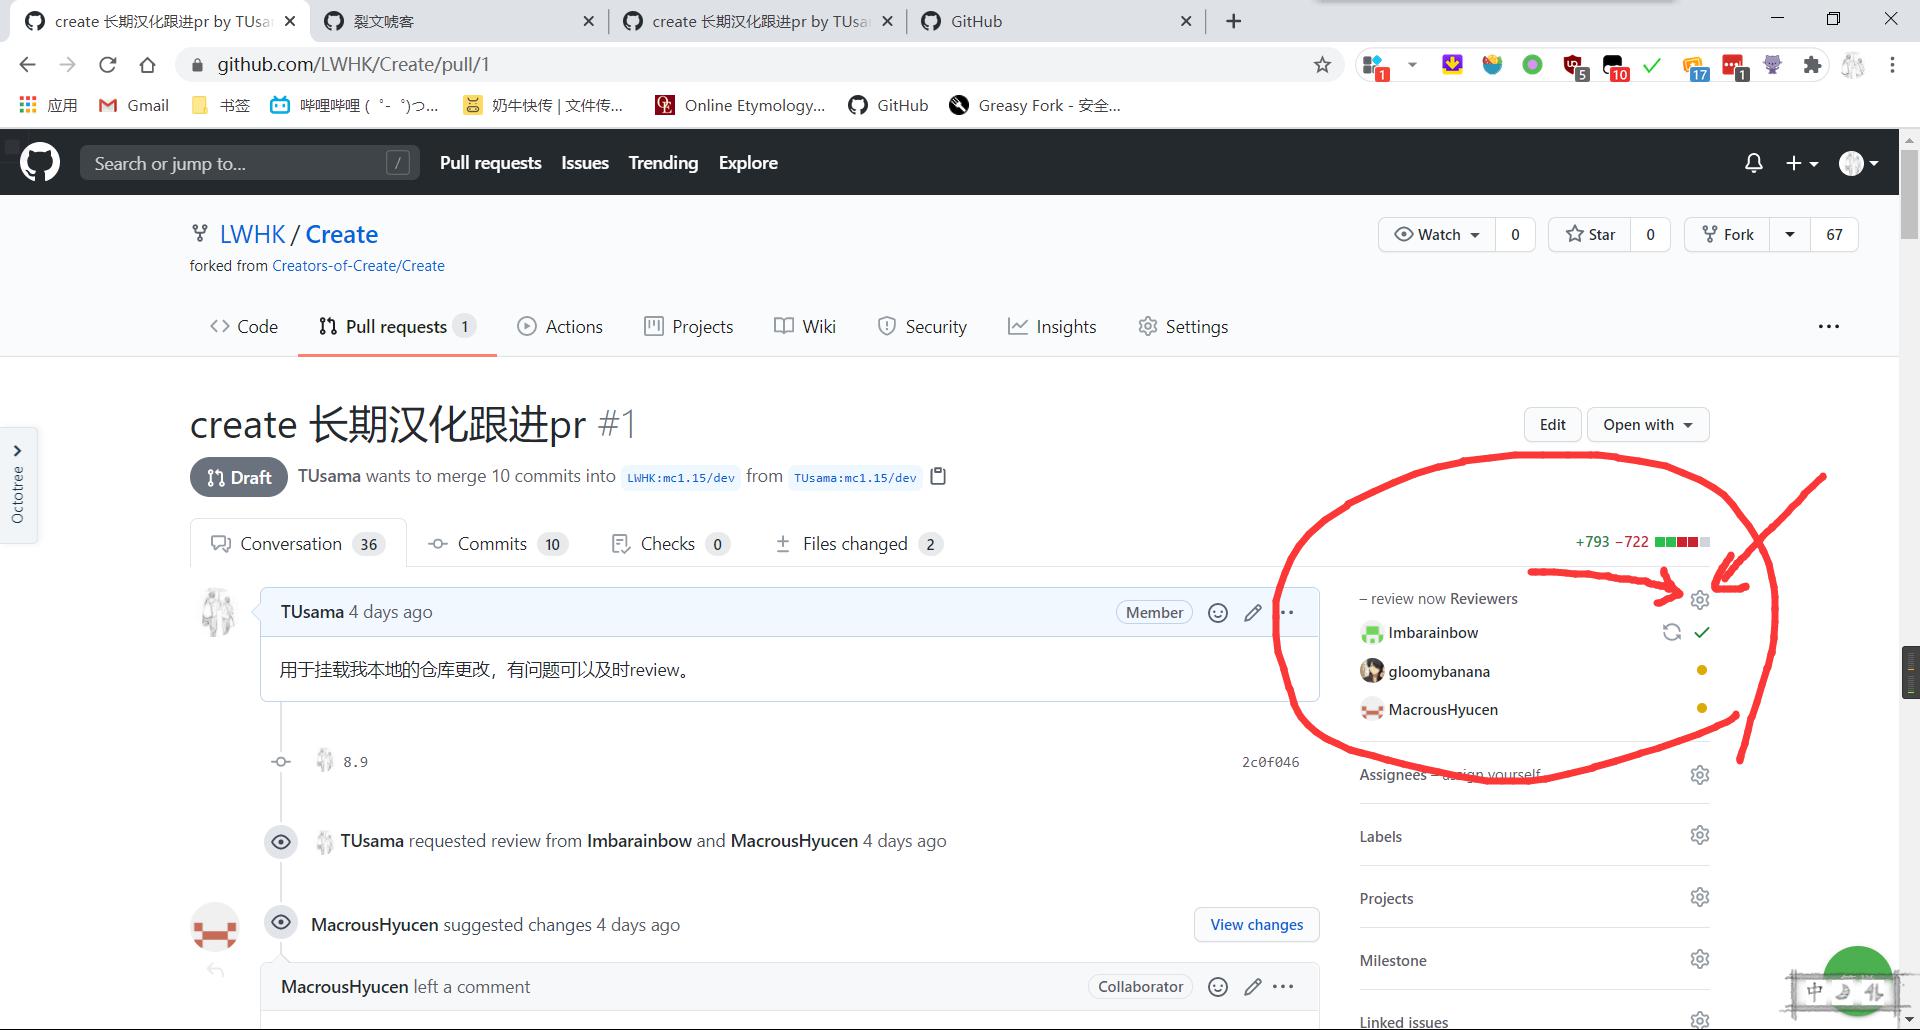 create 长期汉化跟进pr by TUsam
裂文唬客
create 长期汉化跟进pr by TUsa
GitHub
github.com/LWHK/Create/pull/1
1
5
10
17
1
应用
Gmail
书签
哔哩哔哩 ( ゜- ゜)つ...
奶牛快传 | 文件传...
Online Etymology...
GitHub
Greasy Fork - 安全...
Search or jump to...
/
Pull requests
Issues
Trending
Explore
LWHK / Create
Watch
0
Star
0
Fork
67
forked from Creators-of-Create/Create
Code
Pull requests 1
Actions
Projects
Wiki
Security
Insights
Settings
create 长期汉化跟进pr #1
Edit
Open with
Draft
TUsama wants to merge 10 commits into LWHK:mc1.15/dev from TUsama:mc1.15/dev
Octotree
Conversation 36
Commits 10
Checks 0
Files changed 2
+793 −722
TUsama 4 days ago
Member
用于挂载我本地的仓库更改，有问题可以及时review。
– review now Reviewers
Imbarainbow
gloomybanana
MacrousHyucen
8.9
2c0f046
Assignees – assign yourself
TUsama requested review from Imbarainbow and MacrousHyucen 4 days ago
Labels
Projects
MacrousHyucen suggested changes 4 days ago
View changes
Milestone
MacrousHyucen left a comment
Collaborator
Linked issues
中